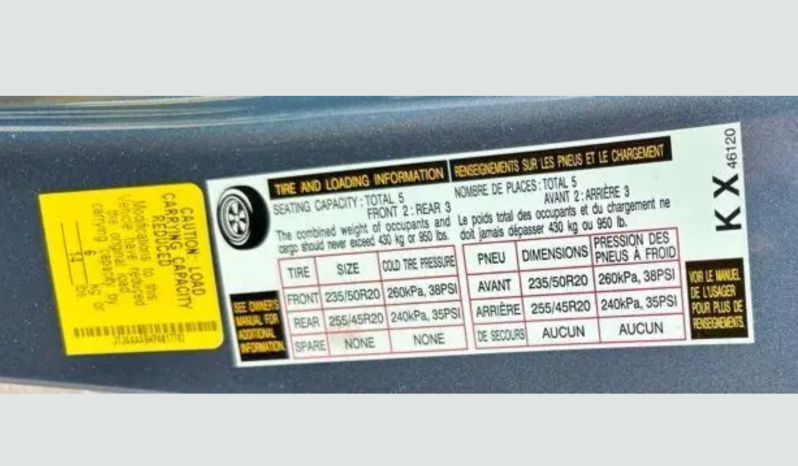 CAUTION: LOAD
CARRYING CAPACITY
REDUCED
Modifications to this
Vehicle have reduced
the original load
carrying capacity by
6 kg or
14 lbs
TIRE AND LOADING INFORMATION
SEATING CAPACITY : TOTAL 5
FRONT 2 : REAR 3
The combined weight of occupants and
cargo should never exceed 430 kg or 950 lbs.
TIRE SIZE COLD TIRE PRESSURE
FRONT 235/50R20 260kPa, 38PSI
REAR 255/45R20 240kPa, 35PSI
SPARE NONE NONE
SEE OWNER'S
MANUAL FOR
ADDITIONAL
INFORMATION.
RENSEIGNEMENTS SUR LES PNEUS ET LE CHARGEMENT
NOMBRE DE PLACES : TOTAL 5
AVANT 2 : ARRIÈRE 3
Le poids total des occupants et du chargement ne
doit jamais dépasser 430 kg ou 950 lb.
PNEU DIMENSIONS PRESSION DES
PNEUS À FROID
AVANT 235/50R20 260kPa, 38PSI
ARRIÈRE 255/45R20 240kPa, 35PSI
DE SECOURS AUCUN AUCUN
VOIR LE MANUEL
DE L'USAGER
POUR PLUS DE
RENSEIGNEMENTS.
KX 46120